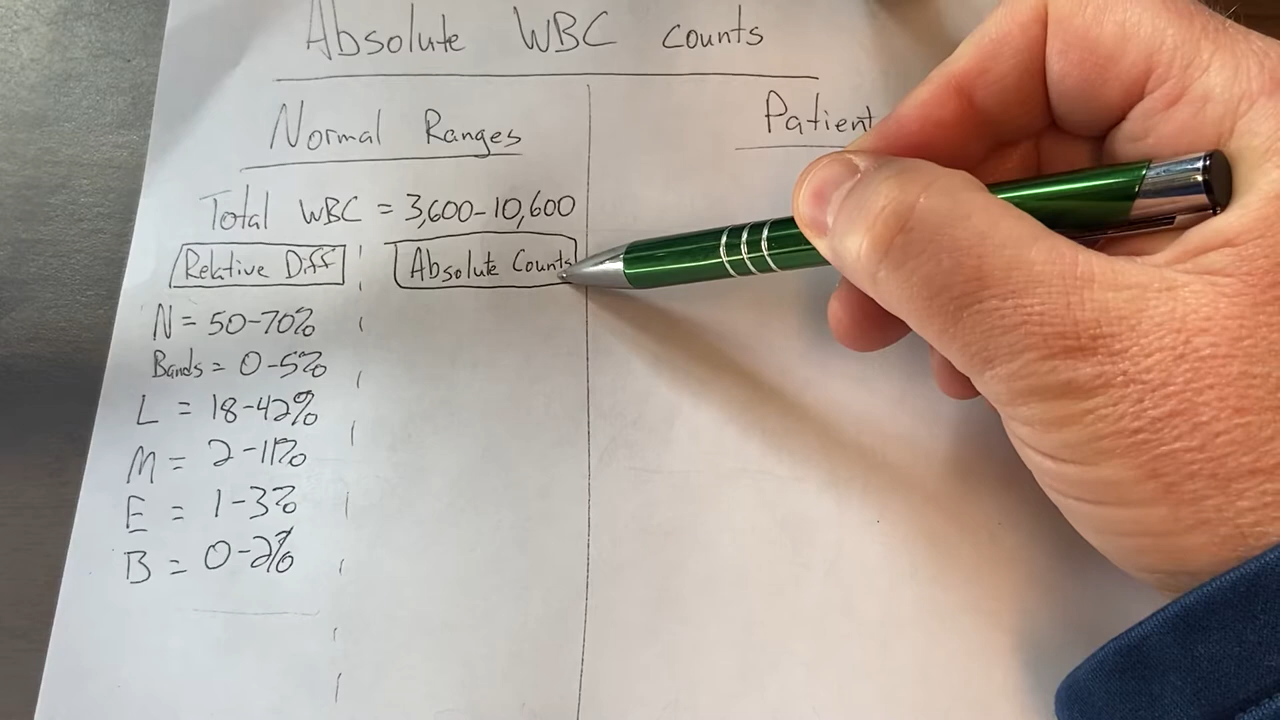 Absolute WBC counts
Normal Ranges
Patient
Total WBC = 3,600-10,600
Relative Diff
Absolute Counts
N = 50-70%
Bands = 0-5%
L = 18-42%
M = 2-11%
E = 1-3%
B = 0-2%